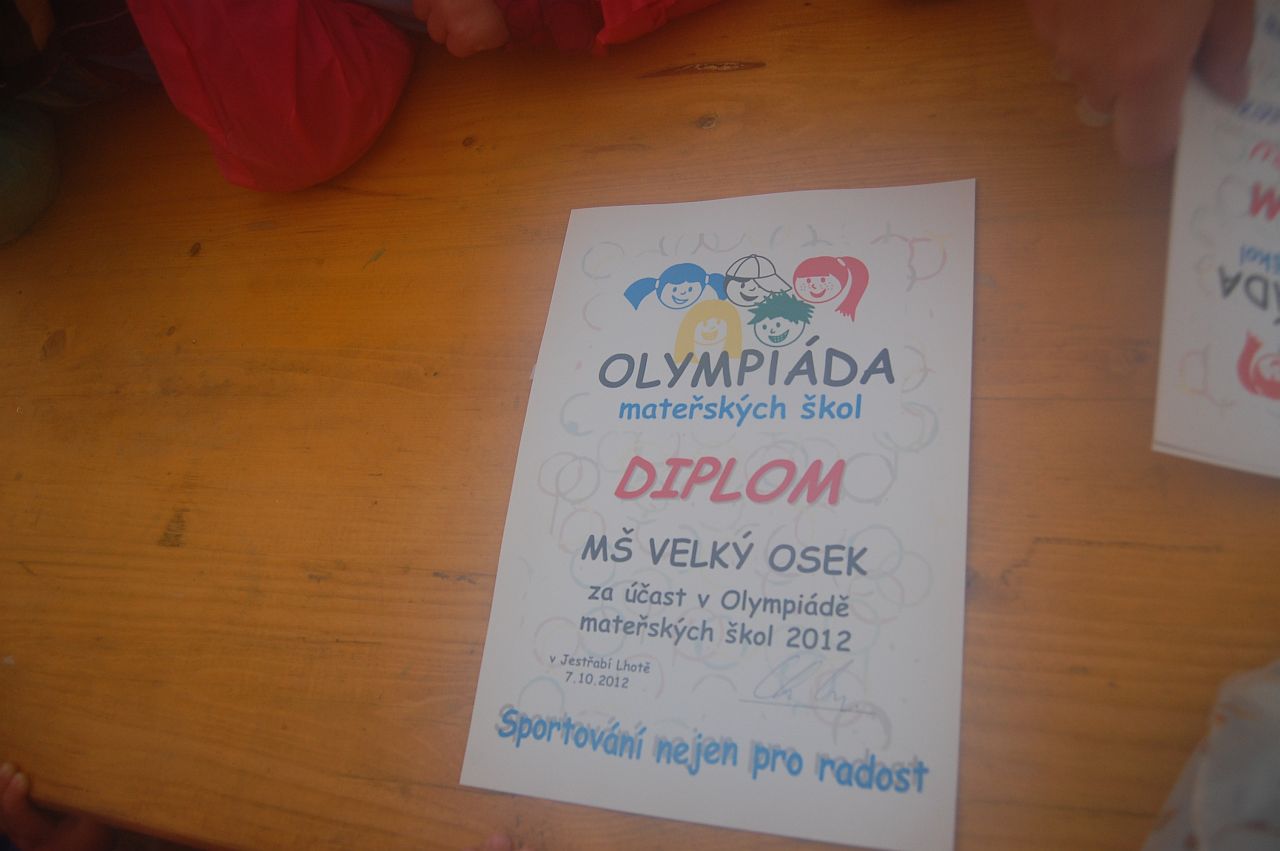 OLYMPIÁDA
mateřských škol
DIPLOM
MŠ VELKÝ OSEK
za účast v Olympiádě
mateřských škol 2012
v Jestřabí Lhotě
7.10.2012
Sportování nejen pro radost